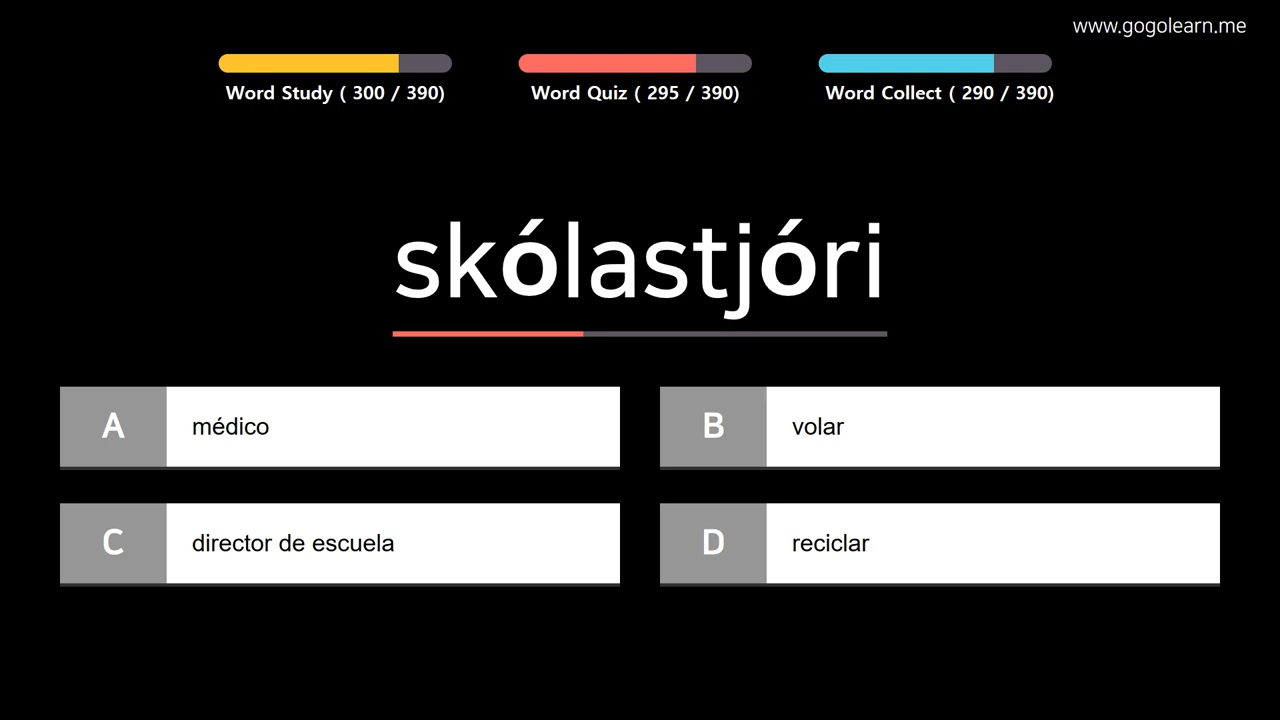 www.gogolearn.me
Word Study ( 300 / 390)
Word Quiz ( 295 / 390)
Word Collect ( 290 / 390)
skólastjóri
A médico
B volar
C director de escuela
D reciclar